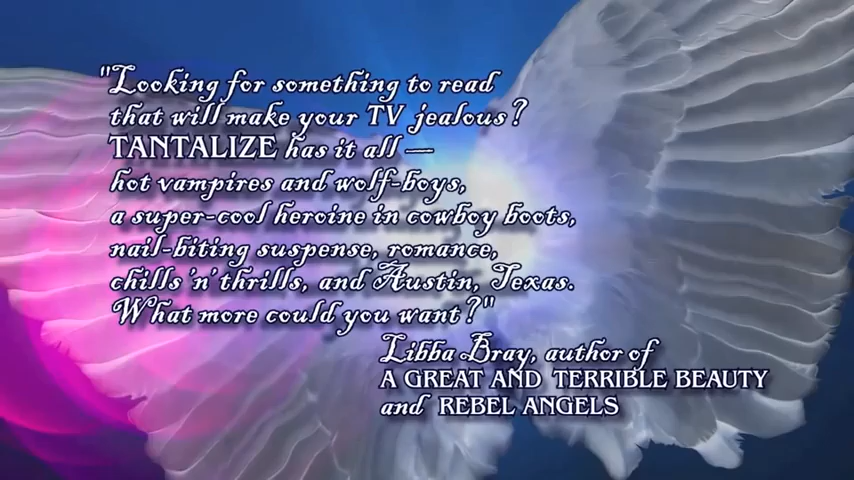 "Looking for something to read
that will make your TV jealous?
TANTALIZE has it all —
hot vampires and wolf-boys,
a super-cool heroine in cowboy boots,
nail-biting suspense, romance,
chills 'n' thrills, and Austin, Texas.
What more could you want?"
Libba Bray, author of
A GREAT AND TERRIBLE BEAUTY
and REBEL ANGELS